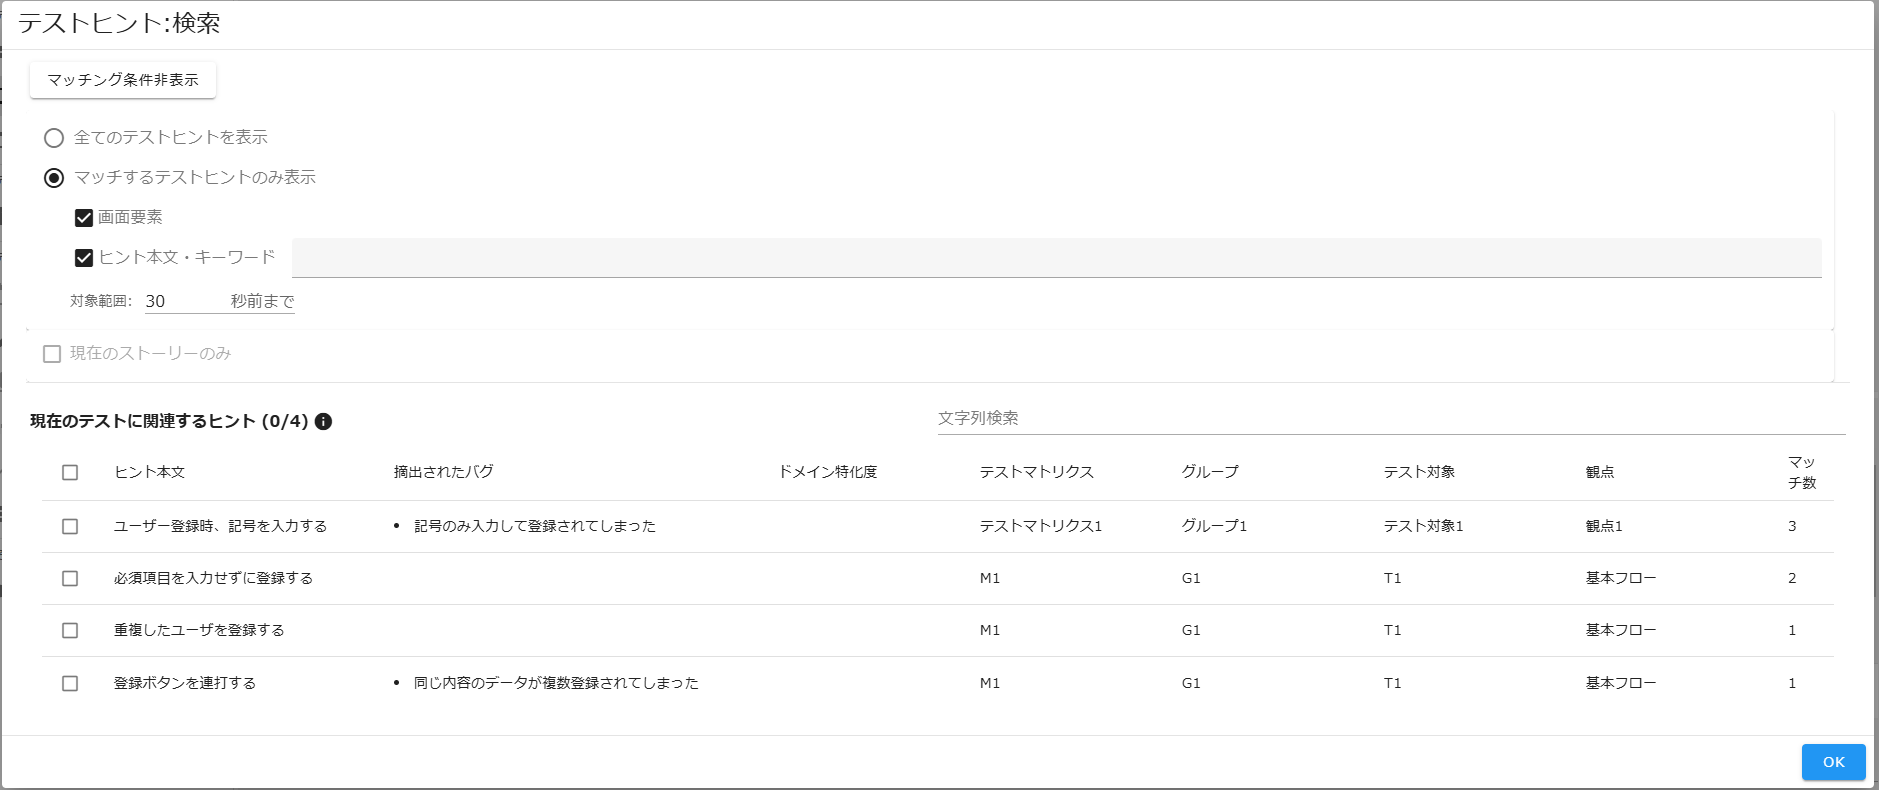 テストヒント:検索
マッチング条件非表示
全てのテストヒントを表示
マッチするテストヒントのみ表示
画面要素
ヒント本文・キーワード
対象範囲: 30 秒前まで
現在のストーリーのみ
現在のテストに関連するヒント (0/4)
文字列検索
ヒント本文 摘出されたバグ ドメイン特化度 テストマトリクス グループ テスト対象 観点 マッチ数
ユーザー登録時、記号を入力する • 記号のみ入力して登録されてしまった テストマトリクス1 グループ1 テスト対象1 観点1 3
必須項目を入力せずに登録する M1 G1 T1 基本フロー 2
重複したユーザを登録する M1 G1 T1 基本フロー 1
登録ボタンを連打する • 同じ内容のデータが複数登録されてしまった M1 G1 T1 基本フロー 1
OK